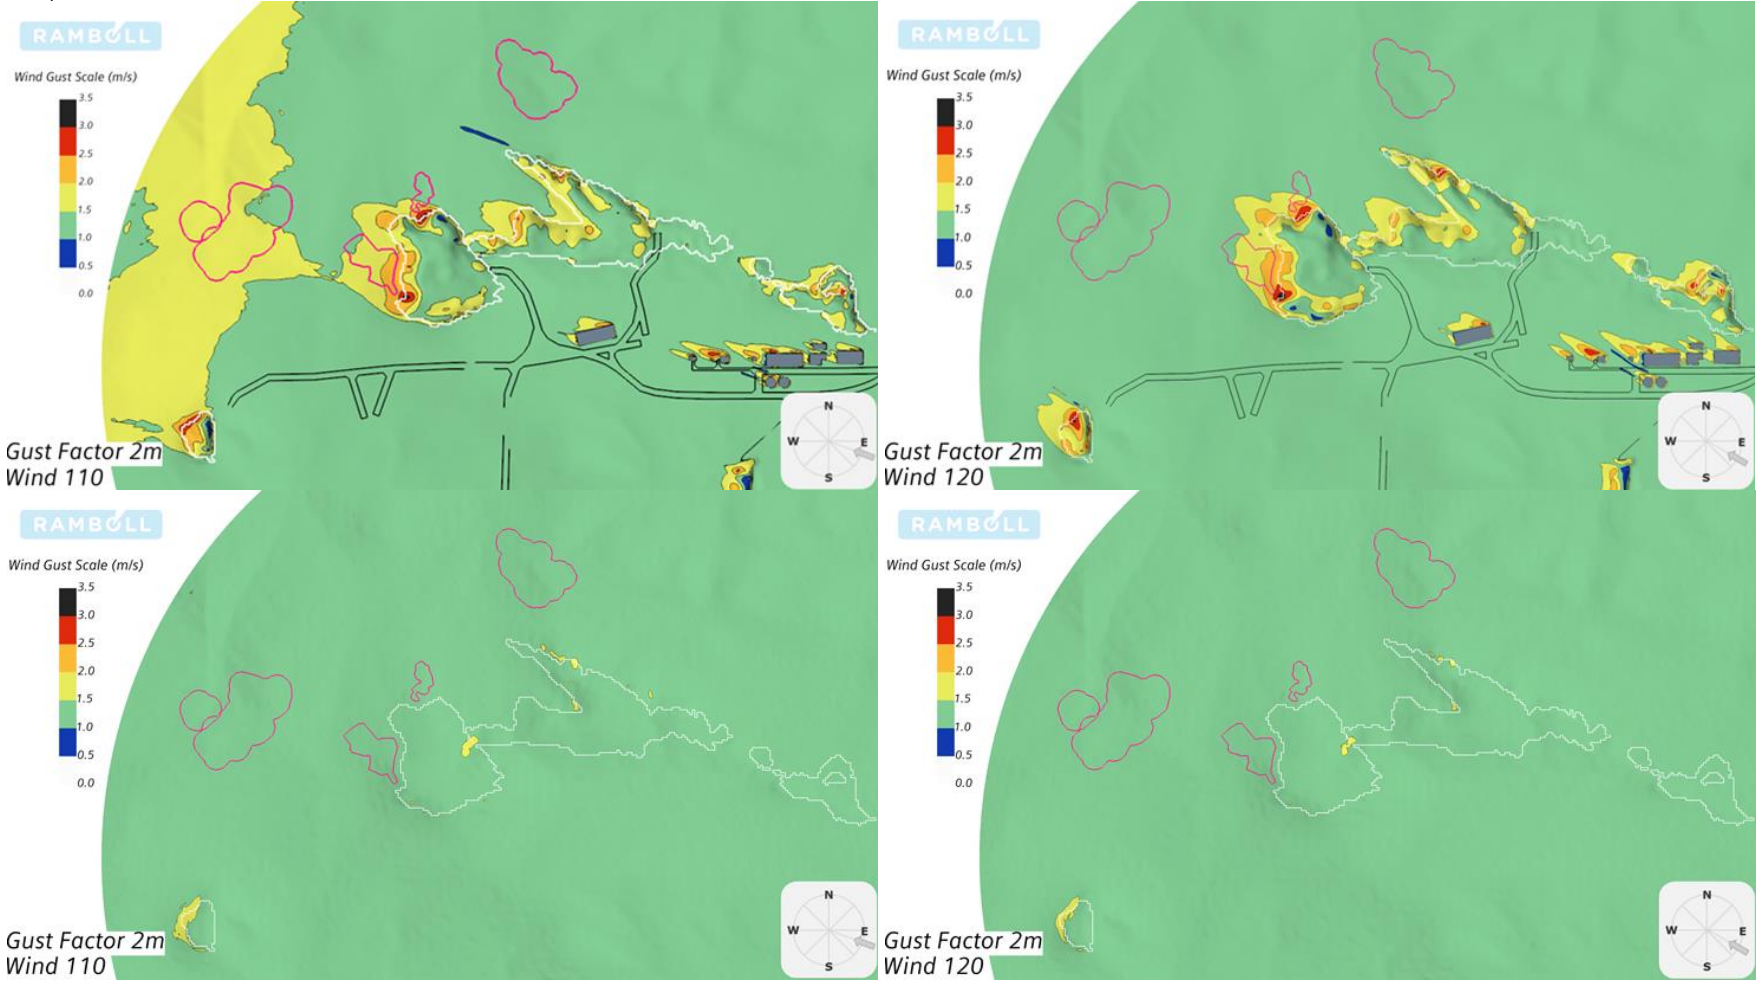 RAMBOLL
Wind Gust Scale (m/s)
3.5
3.0
2.5
2.0
1.5
1.0
0.5
0.0
N
W
E
S
Gust Factor 2m
Wind 110
RAMBOLL
Wind Gust Scale (m/s)
3.5
3.0
2.5
2.0
1.5
1.0
0.5
0.0
N
W
E
S
Gust Factor 2m
Wind 120
RAMBOLL
Wind Gust Scale (m/s)
3.5
3.0
2.5
2.0
1.5
1.0
0.5
0.0
N
W
E
S
Gust Factor 2m
Wind 110
RAMBOLL
Wind Gust Scale (m/s)
3.5
3.0
2.5
2.0
1.5
1.0
0.5
0.0
N
W
E
S
Gust Factor 2m
Wind 120